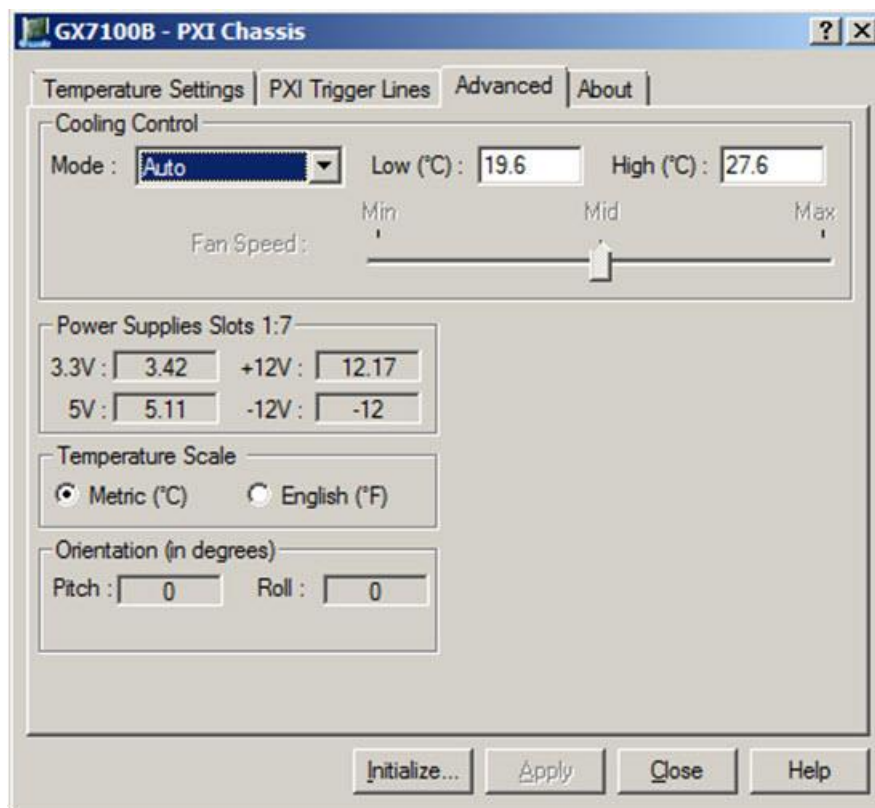 GX7100B - PXI Chassis
Temperature Settings PXI Trigger Lines Advanced About
Cooling Control
Mode : Auto Low (°C) : 19.6 High (°C) : 27.6
Min Mid Max
Fan Speed :
Power Supplies Slots 1:7
3.3V : 3.42 +12V : 12.17
5V : 5.11 -12V : -12
Temperature Scale
Metric (°C) English (°F)
Orientation (in degrees)
Pitch : 0 Roll : 0
Initialize... Apply Close Help